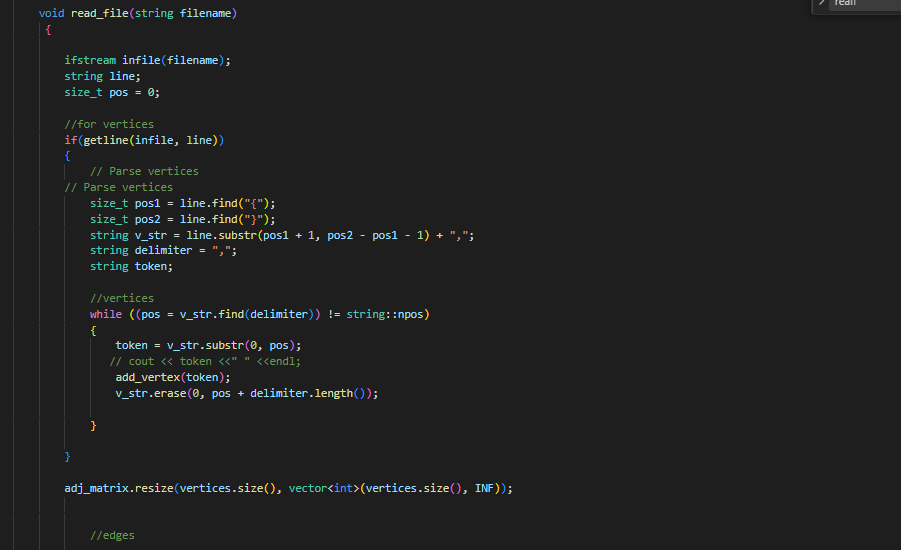 realf
void read_file(string filename)
{
ifstream infile(filename);
string line;
size_t pos = 0;
//for vertices
if(getline(infile, line))
{
// Parse vertices
// Parse vertices
size_t pos1 = line.find("{");
size_t pos2 = line.find("}");
string v_str = line.substr(pos1 + 1, pos2 - pos1 - 1) + ",";
string delimiter = ",";
string token;
//vertices
while ((pos = v_str.find(delimiter)) != string::npos)
{
token = v_str.substr(0, pos);
// cout << token <<" " <<endl;
add_vertex(token);
v_str.erase(0, pos + delimiter.length());
}
}
adj_matrix.resize(vertices.size(), vector<int>(vertices.size(), INF));
//edges